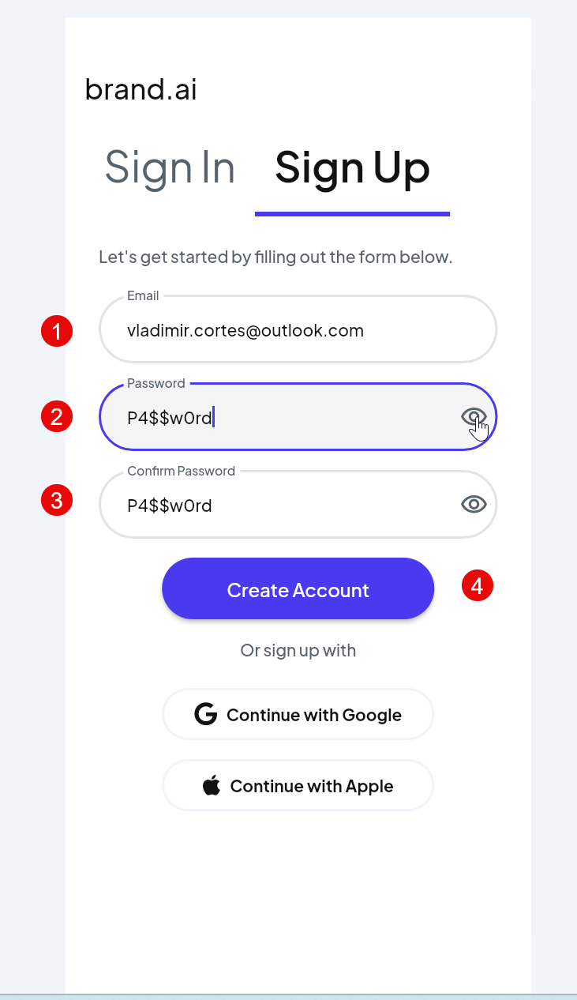 brand.ai
Sign In Sign Up
Let's get started by filling out the form below.
Email
1 vladimir.cortes@outlook.com
Password
2 P4$$w0rd
Confirm Password
3 P4$$w0rd
Create Account 4
Or sign up with
Continue with Google
Continue with Apple